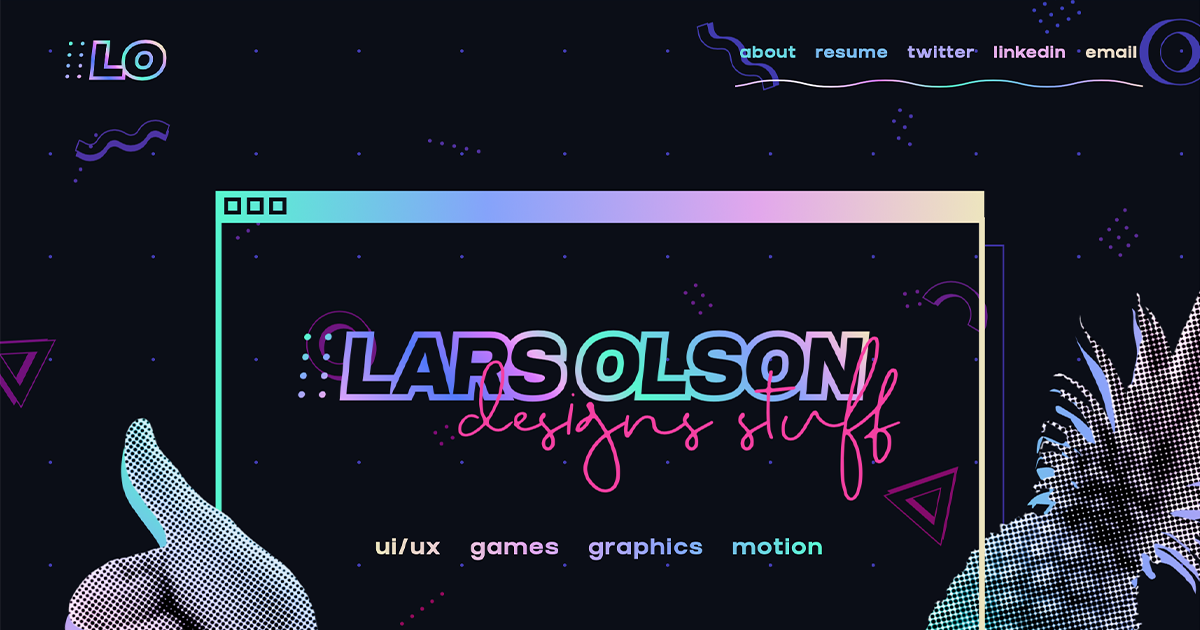 LO
about resume twitter linkedin email
LARS OLSON
designs stuff
ui/ux games graphics motion